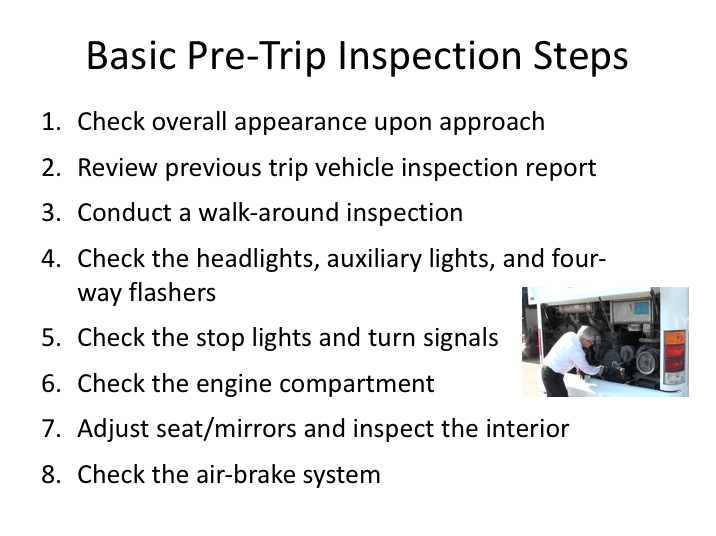 Basic Pre-Trip Inspection Steps
1. Check overall appearance upon approach
2. Review previous trip vehicle inspection report
3. Conduct a walk-around inspection
4. Check the headlights, auxiliary lights, and four-
way flashers
5. Check the stop lights and turn signals
6. Check the engine compartment
7. Adjust seat/mirrors and inspect the interior
8. Check the air-brake system